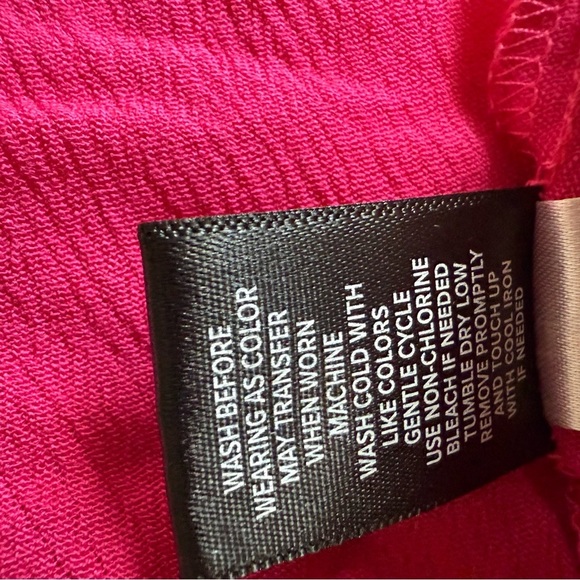 WASH BEFORE
WEARING AS COLOR
MAY TRANSFER
WHEN WORN
MACHINE
WASH COLD WITH
LIKE COLORS
GENTLE CYCLE
USE NON-CHLORINE
BLEACH IF NEEDED
TUMBLE DRY LOW
REMOVE PROMPTLY
AND TOUCH UP
WITH COOL IRON
IF NEEDED